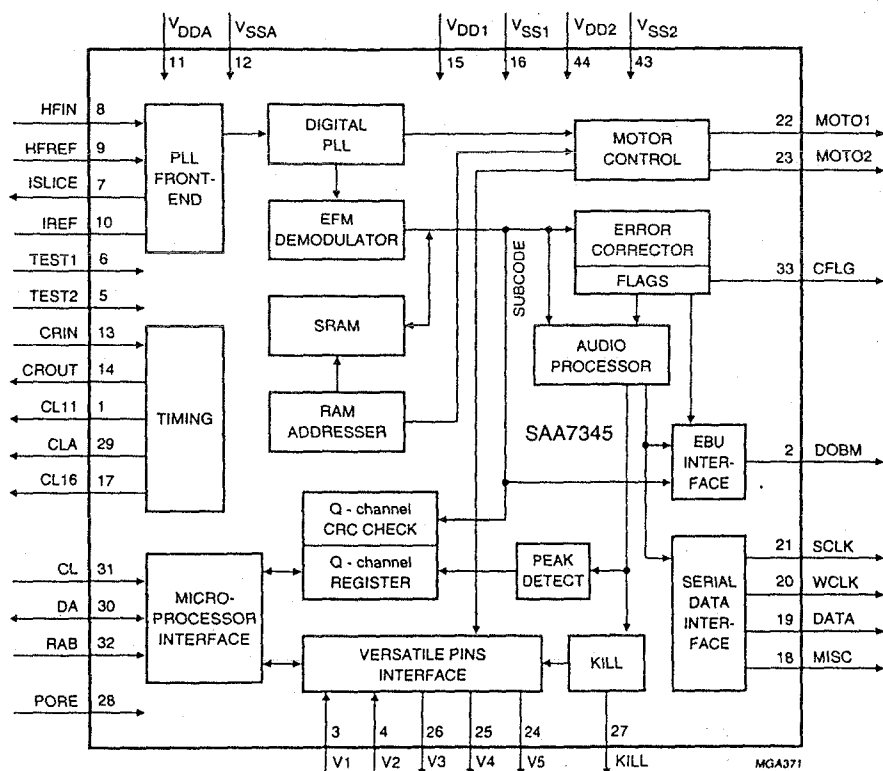 VDDA VSSA VDD1 VSS1 VDD2 VSS2
11 12 15 16 44 43
HFIN 8
HFREF 9
ISLICE 7
IREF 10
TEST1 6
TEST2 5
CRIN 13
CROUT 14
CL11 1
CLA 29
CL16 17
CL 31
DA 30
RAB 32
PORE 28
PLL
FRONT-
END
DIGITAL
PLL
MOTOR
CONTROL
22 MOTO1
23 MOTO2
EFM
DEMODULATOR
SUBCODE
ERROR
CORRECTOR
FLAGS
33 CFLG
SRAM
AUDIO
PROCESSOR
TIMING
RAM
ADDRESSER
SAA7345
EBU
INTER-
FACE
2 DOBM
Q - channel
CRC CHECK
Q - channel
REGISTER
PEAK
DETECT
MICRO-
PROCESSOR
INTERFACE
SERIAL
DATA
INTER-
FACE
21 SCLK
20 WCLK
19 DATA
18 MISC
VERSATILE PINS
INTERFACE
KILL
3 4 26 25 24 27
V1 V2 V3 V4 V5 KILL
MGA371